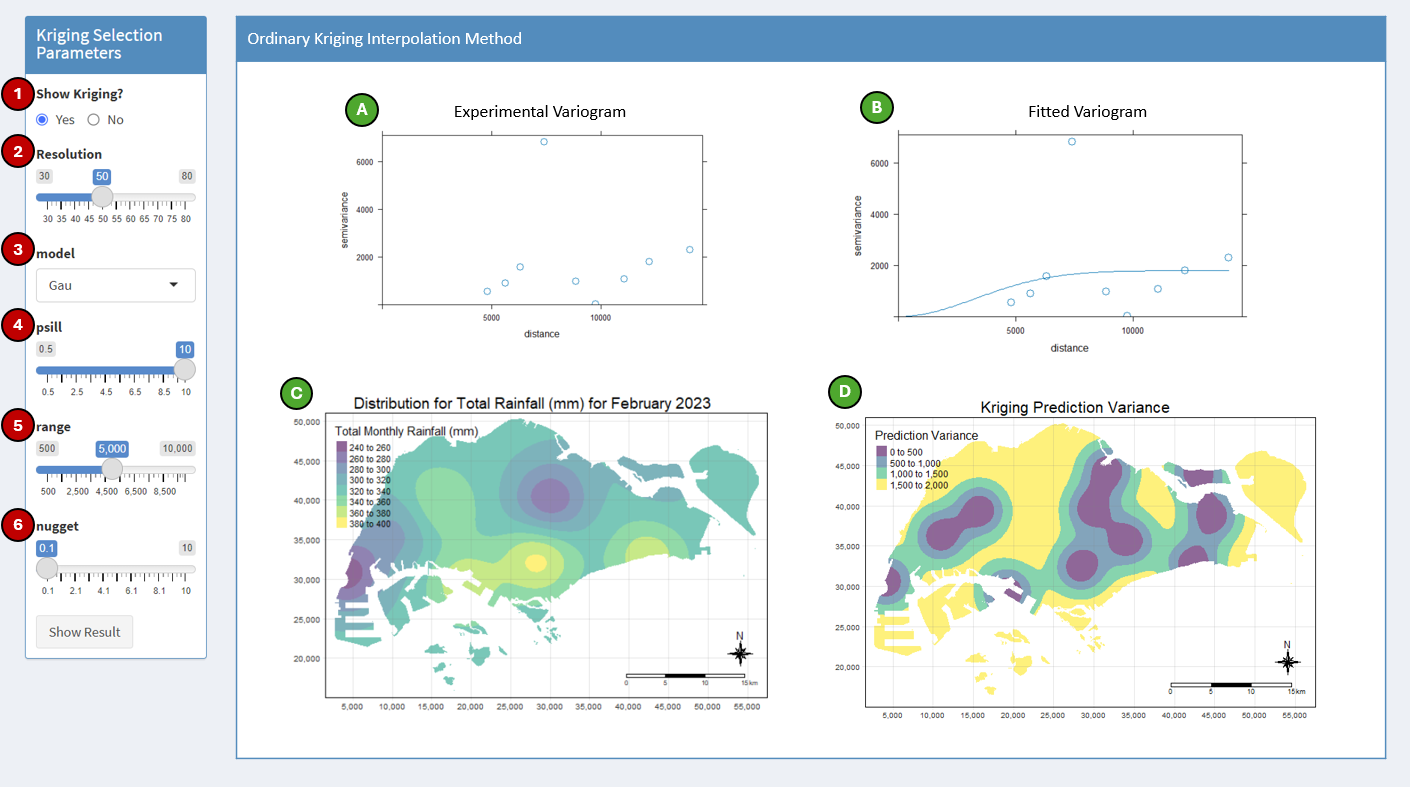 Kriging Selection
Parameters
1
Show Kriging?
Yes
No
2
Resolution
30
50
80
30 35 40 45 50 55 60 65 70 75 80
3
model
Gau
4
psill
0.5
10
0.5 2.5 4.5 6.5 8.5 10
5
range
500
5,000
10,000
500 2,500 4,500 6,500 8,500
6
nugget
0.1
10
0.1 2.1 4.1 6.1 8.1 10
Show Result
Ordinary Kriging Interpolation Method
A
Experimental Variogram
6000
4000
2000
semivariance
5000 10000
distance
B
Fitted Variogram
6000
4000
2000
semivariance
5000 10000
distance
C
Distribution for Total Rainfall (mm) for February 2023
Total Monthly Rainfall (mm)
240 to 260
260 to 280
280 to 300
300 to 320
320 to 340
340 to 360
360 to 380
380 to 400
50,000
45,000
40,000
35,000
30,000
25,000
20,000
N
0 5 10 15 km
5,000 10,000 15,000 20,000 25,000 30,000 35,000 40,000 45,000 50,000 55,000
D
Kriging Prediction Variance
Prediction Variance
0 to 500
500 to 1,000
1,000 to 1,500
1,500 to 2,000
50,000
45,000
40,000
35,000
30,000
25,000
20,000
N
0 5 10 15 km
5,000 10,000 15,000 20,000 25,000 30,000 35,000 40,000 45,000 50,000 55,000